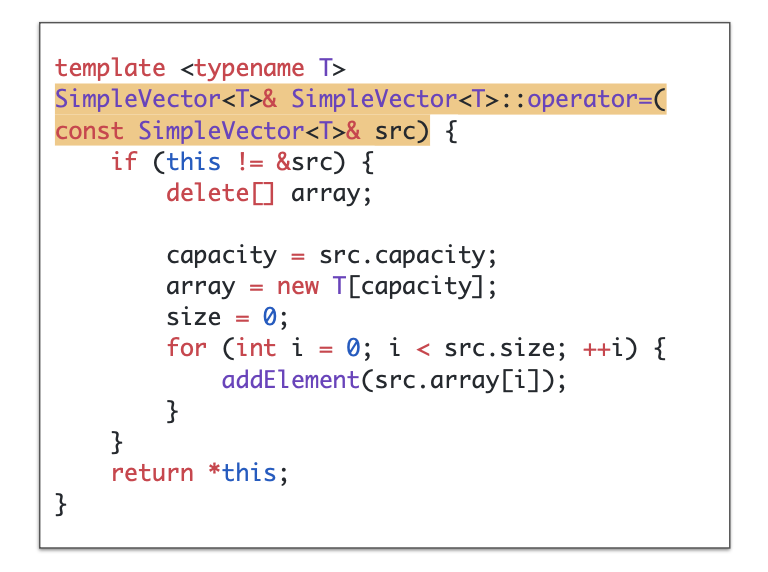 template <typename T>
SimpleVector<T>& SimpleVector<T>::operator=(
const SimpleVector<T>& src) {
    if (this != &src) {
        delete[] array;

        capacity = src.capacity;
        array = new T[capacity];
        size = 0;
        for (int i = 0; i < src.size; ++i) {
            addElement(src.array[i]);
        }
    }
    return *this;
}